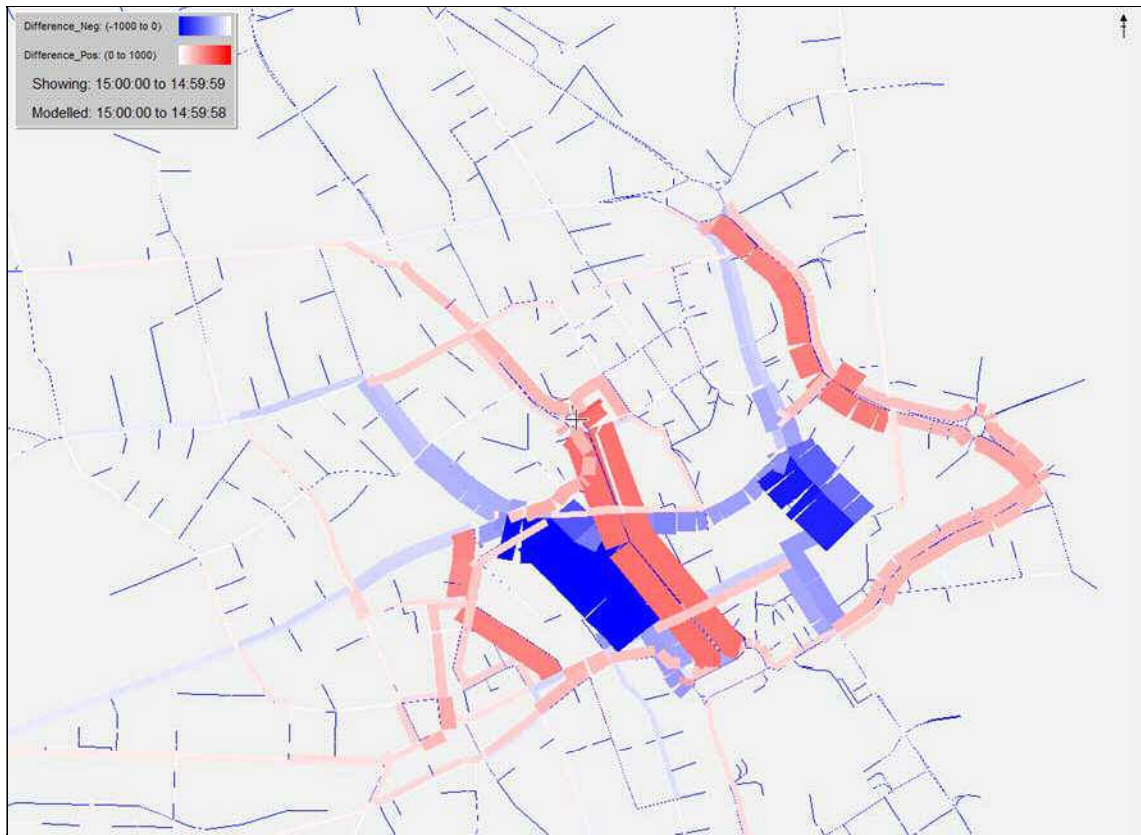 Difference_Neg: (-1000 to 0)
Difference_Pos: (0 to 1000)
Showing: 15:00:00 to 14:59:59
Modelled: 15:00:00 to 14:59:58